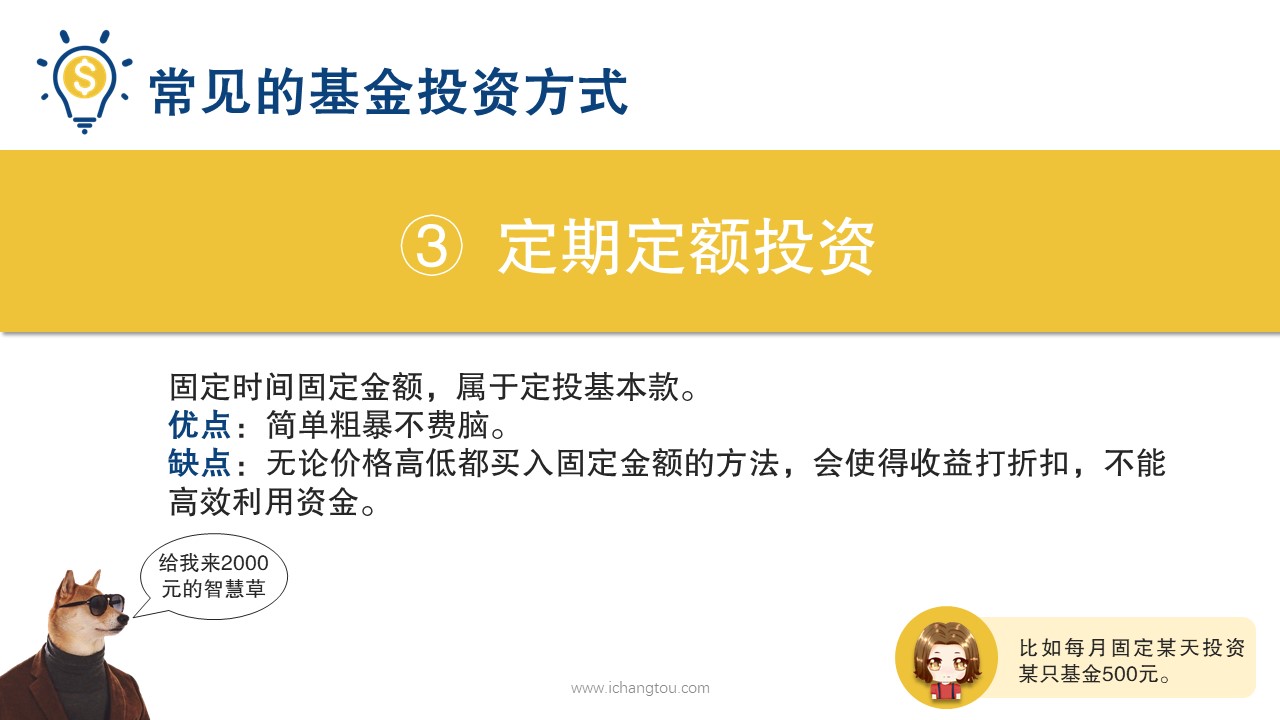 常见的基金投资方式
③ 定期定额投资
固定时间固定金额，属于定投基本款。
优点：简单粗暴不费脑。
缺点：无论价格高低都买入固定金额的方法，会使得收益打折扣，不能
高效利用资金。
给我来2000
元的智慧草
比如每月固定某天投资
某只基金500元。
www.ichangtou.com